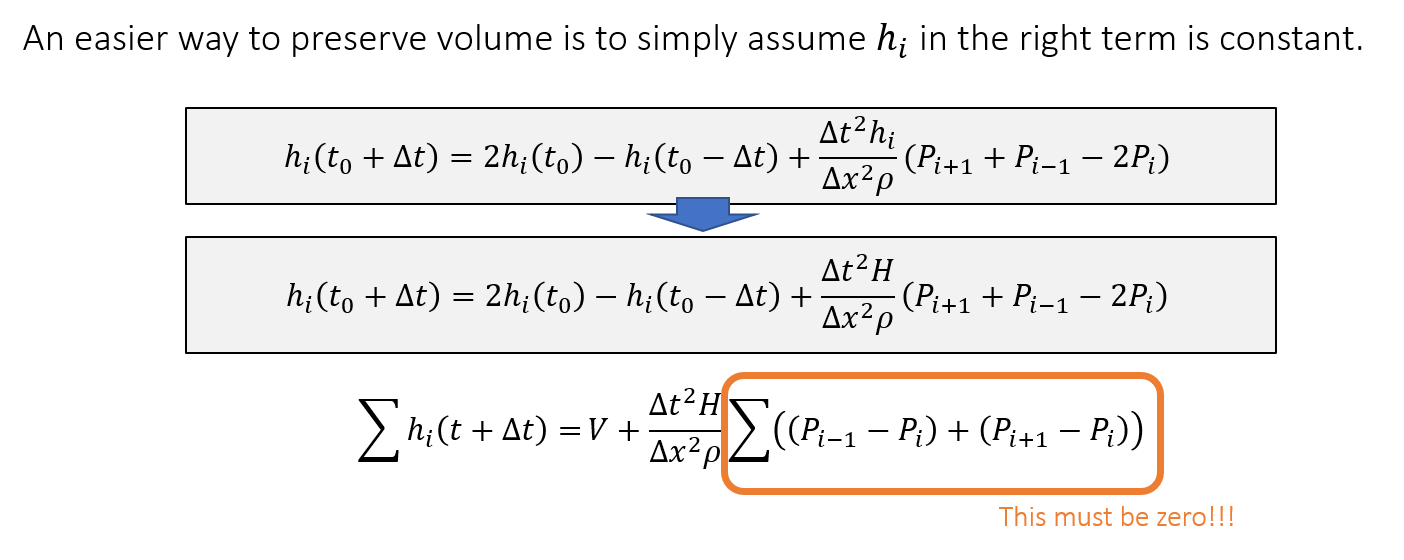 An easier way to preserve volume is to simply assume $h_i$ in the right term is constant.
$h_i(t_0 + \Delta t) = 2h_i(t_0) - h_i(t_0 - \Delta t) + \frac{\Delta t^2 h_i}{\Delta x^2 \rho}(P_{i+1} + P_{i-1} - 2P_i)$
$h_i(t_0 + \Delta t) = 2h_i(t_0) - h_i(t_0 - \Delta t) + \frac{\Delta t^2 H}{\Delta x^2 \rho}(P_{i+1} + P_{i-1} - 2P_i)$
$\sum h_i(t + \Delta t) = V + \frac{\Delta t^2 H}{\Delta x^2 \rho} \sum ((P_{i-1} - P_i) + (P_{i+1} - P_i))$
This must be zero!!!